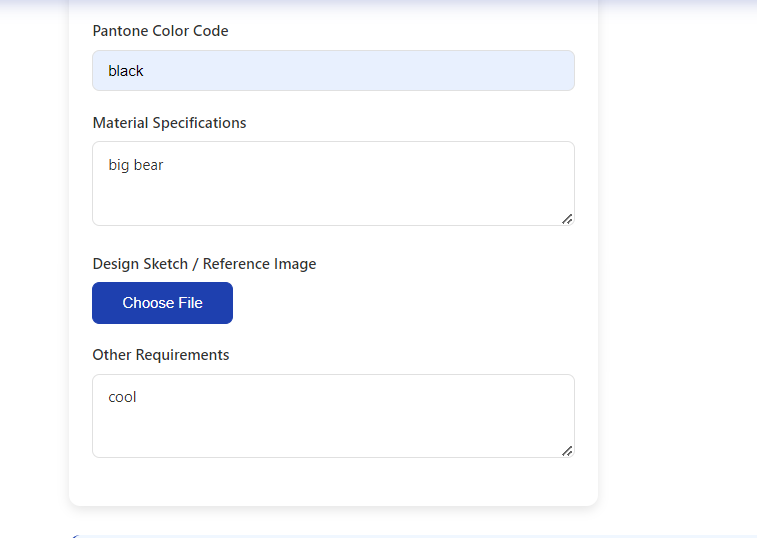 Pantone Color Code
black
Material Specifications
big bear
Design Sketch / Reference Image
Choose File
Other Requirements
cool